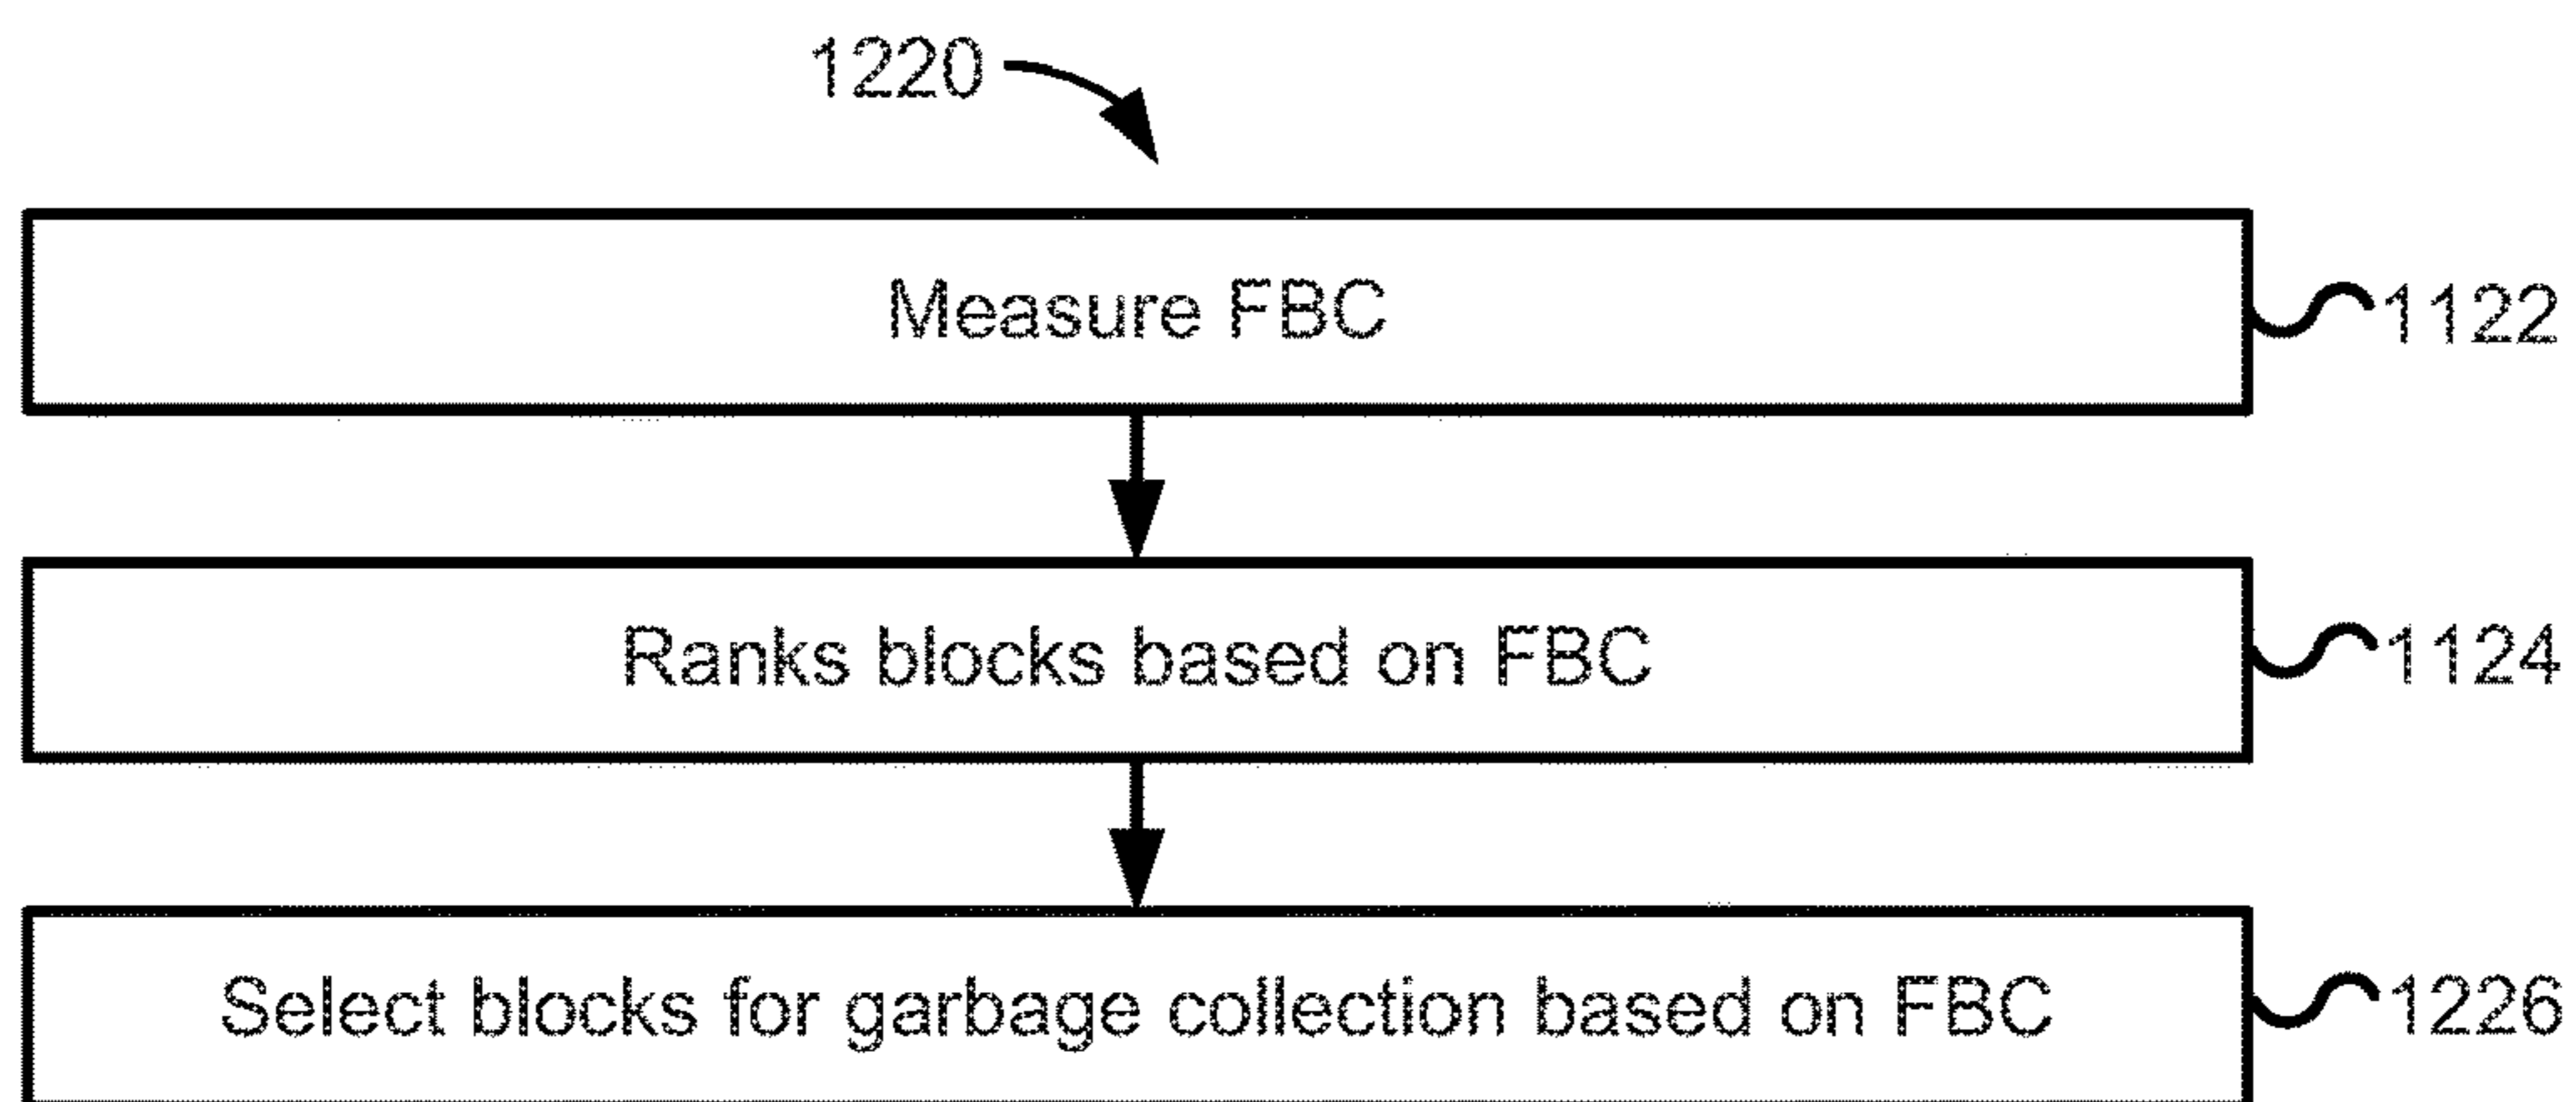 1220
Measure FBC
1122
Ranks blocks based on FBC
1124
Select blocks for garbage collection based on FBC
1226